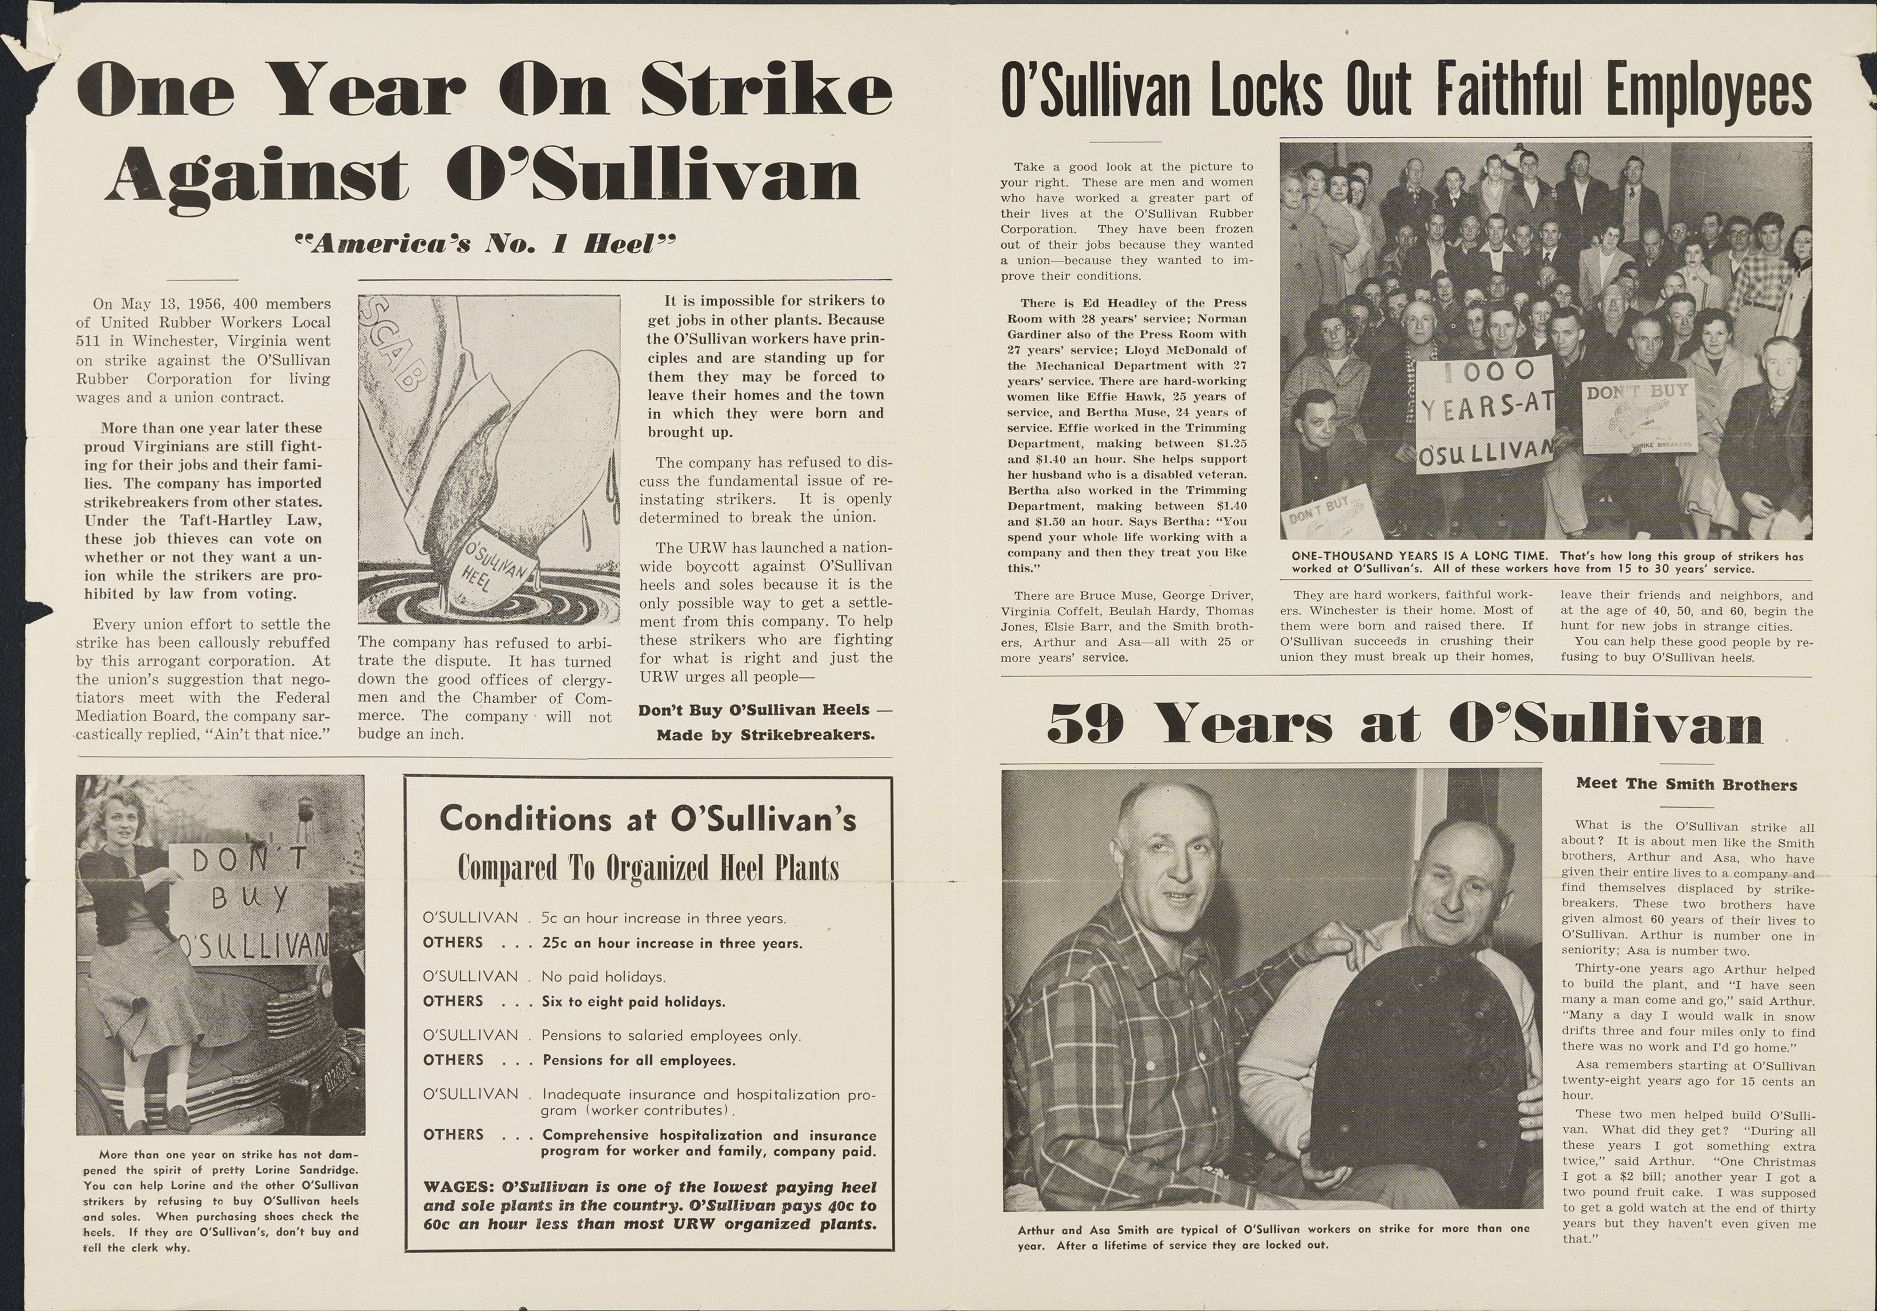 One Year On Strike
Against O'Sullivan
"America's No. 1 Heel"
On May 13, 1956, 400 members
of United Rubber Workers Local
511 in Winchester, Virginia went
on strike against the O'Sullivan
Rubber Corporation for living
wages and a union contract.
More than one year later these
proud Virginians are still fight-
ing for their jobs and their fami-
lies. The company has imported
strikebreakers from other states.
Under the Taft-Hartley Law,
these job thieves can vote on
whether or not they want a un-
ion while the strikers are pro-
hibited by law from voting.
Every union effort to settle the
strike has been callously rebuffed
by this arrogant corporation. At
the union's suggestion that nego-
tiators meet with the Federal
Mediation Board, the company sar-
castically replied, "Ain't that nice."
SCAB
O'SULLIVAN
HEEL
The company has refused to arbi-
trate the dispute. It has turned
down the good offices of clergy-
men and the Chamber of Com-
merce. The company will not
budge an inch.
It is impossible for strikers to
get jobs in other plants. Because
the O'Sullivan workers have prin-
ciples and are standing up for
them they may be forced to
leave their homes and the town
in which they were born and
brought up.
The company has refused to dis-
cuss the fundamental issue of re-
instating strikers. It is openly
determined to break the union.
The URW has launched a nation-
wide boycott against O'Sullivan
heels and soles because it is the
only possible way to get a settle-
ment from this company. To help
these strikers who are fighting
for what is right and just the
URW urges all people—
Don't Buy O'Sullivan Heels —
Made by Strikebreakers.
DON'T
BUY
O'SULLIVAN
More than one year on strike has not dam-
pened the spirit of pretty Lorine Sandridge.
You can help Lorine and the other O'Sullivan
strikers by refusing to buy O'Sullivan heels
and soles. When purchasing shoes check the
heels. If they are O'Sullivan's, don't buy and
tell the clerk why.
Conditions at O'Sullivan's
Compared To Organized Heel Plants
O'SULLIVAN . 5c an hour increase in three years.
OTHERS . . . 25c an hour increase in three years.
O'SULLIVAN . No paid holidays.
OTHERS . . . Six to eight paid holidays.
O'SULLIVAN . Pensions to salaried employees only.
OTHERS . . . Pensions for all employees.
O'SULLIVAN . Inadequate insurance and hospitalization pro-
gram (worker contributes).
OTHERS . . . Comprehensive hospitalization and insurance
program for worker and family, company paid.
WAGES: O'Sullivan is one of the lowest paying heel
and sole plants in the country. O'Sullivan pays 40c to
60c an hour less than most URW organized plants.
O'Sullivan Locks Out Faithful Employees
Take a good look at the picture to
your right. These are men and women
who have worked a greater part of
their lives at the O'Sullivan Rubber
Corporation. They have been frozen
out of their jobs because they wanted
a union—because they wanted to im-
prove their conditions.
There is Ed Headley of the Press
Room with 28 years' service; Norman
Gardiner also of the Press Room with
27 years' service; Lloyd McDonald of
the Mechanical Department with 27
years' service. There are hard-working
women like Effie Hawk, 25 years of
service, and Bertha Muse, 24 years of
service. Effie worked in the Trimming
Department, making between $1.25
and $1.40 an hour. She helps support
her husband who is a disabled veteran.
Bertha also worked in the Trimming
Department, making between $1.40
and $1.50 an hour. Says Bertha: "You
spend your whole life working with a
company and then they treat you like
this."
There are Bruce Muse, George Driver,
Virginia Coffelt, Beulah Hardy, Thomas
Jones, Elsie Barr, and the Smith broth-
ers, Arthur and Asa—all with 25 or
more years' service.
1000
YEARS-AT
OSULLIVAN
DON'T BUY
STRIKE BREAKERS
DON'T BUY
ONE-THOUSAND YEARS IS A LONG TIME. That's how long this group of strikers has
worked at O'Sullivan's. All of these workers have from 15 to 30 years' service.
They are hard workers, faithful work-
ers. Winchester is their home. Most of
them were born and raised there. If
O'Sullivan succeeds in crushing their
union they must break up their homes,
leave their friends and neighbors, and
at the age of 40, 50, and 60, begin the
hunt for new jobs in strange cities.
You can help these good people by re-
fusing to buy O'Sullivan heels.
59 Years at O'Sullivan
Arthur and Asa Smith are typical of O'Sullivan workers on strike for more than one
year. After a lifetime of service they are locked out.
Meet The Smith Brothers
What is the O'Sullivan strike all
about? It is about men like the Smith
brothers, Arthur and Asa, who have
given their entire lives to a company and
find themselves displaced by strike-
breakers. These two brothers have
given almost 60 years of their lives to
O'Sullivan. Arthur is number one in
seniority; Asa is number two.
Thirty-one years ago Arthur helped
to build the plant, and "I have seen
many a man come and go," said Arthur.
"Many a day I would walk in snow
drifts three and four miles only to find
there was no work and I'd go home."
Asa remembers starting at O'Sullivan
twenty-eight years ago for 15 cents an
hour.
These two men helped build O'Sulli-
van. What did they get? "During all
these years I got something extra
twice," said Arthur. "One Christmas
I got a $2 bill; another year I got a
two pound fruit cake. I was supposed
to get a gold watch at the end of thirty
years but they haven't even given me
that."